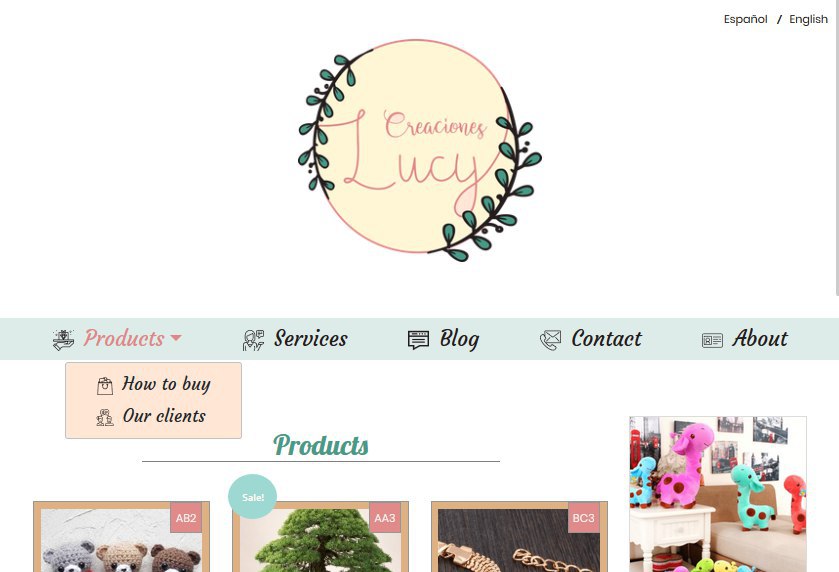 Español / English
Creaciones
Lucy
Products Services Blog Contact About
How to buy
Our clients
Products
Sale!
AB2 AA3 BC3